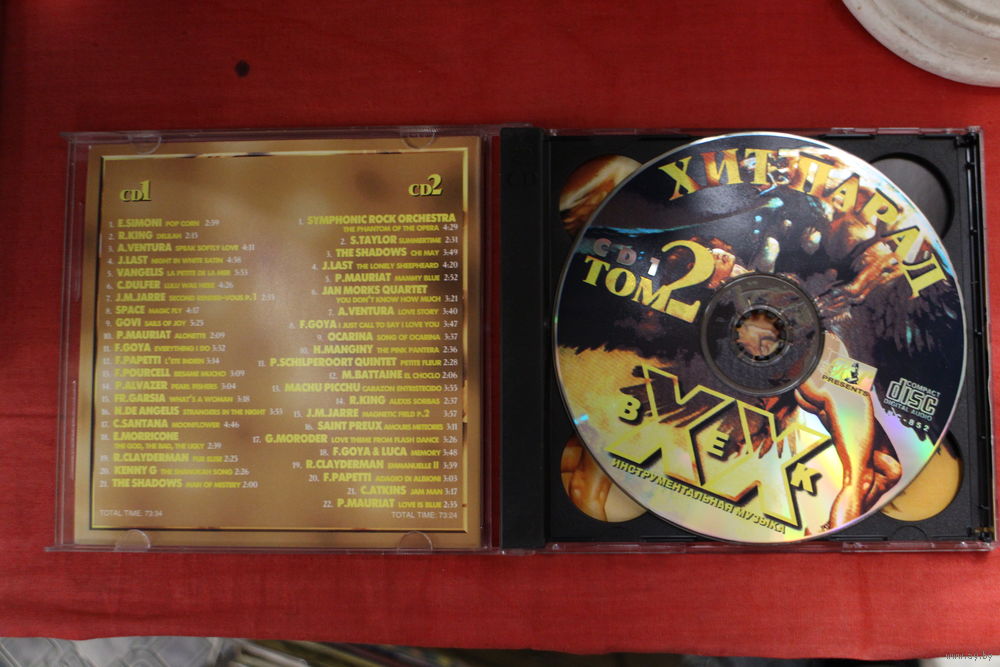 CD1
1. E.SIMONI POP CORN 2:59
2. R.KING DELILAH 2:15
3. A.VENTURA SPEAK SOFTLY LOVE 4:11
4. J.LAST NIGHT IN WHITE SATIN 4:36
5. VANGELIS LA PETITE DE LA MER 5:53
6. C.DULFER LULU WAS HERE 4:26
7. J.M.JARRE SECOND RENDES-VOUS P.1 2:35
8. SPACE MAGIC FLY 4:17
9. GOVI SAILS OF JOY 5:25
10. P.MAURIAT ALONETTE 2:09
11. F.GOYA EVERYTHING I DO 3:32
12. F.PAPETTI L'ETE INDIEN 3:14
13. F.POURCELL BESAME MUCHO 3:09
14. P.ALVAZER PEARL FISHERS 3:04
15. FR.GARSIA WHAT'S A WOMAN 3:18
16. N.DE ANGELIS STRANGERS IN THE NIGHT 3:53
17. C.SANTANA MOONFLOWER 4:46
18. E.MORRICONE
THE GOD, THE BAD, THE UGLY 2:39
19. R.CLAYDERMAN FUR ELISE 2:25
20. KENNY G THE SHANUKAH SONG 2:26
21. THE SHADOWS MAN OF MISTERY 2:00
TOTAL TIME: 73:34
CD2
1. SYMPHONIC ROCK ORCHESTRA
THE PHANTOM OF THE OPERA 4:29
2. S.TAYLOR SUMMERTIME 2:31
3. THE SHADOWS CHI MAY 3:49
4. J.LAST THE LONELY SHEEPHEARD 4:20
5. P.MAURIAT MAMMY BLUE 2:52
6. JAN MORKS QUARTET
YOU DON'T KNOW HOW MUCH 3:21
7. A.VENTURA LOVE STORY 3:40
8. F.GOYA I JUST CALL TO SAY I LOVE YOU 3:47
9. OCARINA SONG OF OCARINA 3:37
10. H.MANGINY THE PINK PANTERA 2:36
11. P.SCHILPEROORT QUINTET PETITE FLEUR 2:28
12. M.BATTAINE EL CHOCLO 2:06
13. MACHU PICCHU CARAZON ENTRISTECIDO 3:55
14. R.KING ALEXIS SORBAS 2:37
15. J.M.JARRE MAGNETIC FIELD P.2 3:57
16. SAINT PREUX AMOURS METEORES 3:11
17. G.MORODER LOVE THEME FROM FLASH DANCE 3:26
18. F.GOYA & LUCA MEMORY 3:48
19. R.CLAYDERMAN EMMANUELLE II 3:59
20. F.PAPETTI ADAGIO DI ALBIONI 3:03
21. C.ATKINS JAM MAN 3:17
22. P.MAURIAT LOVE IS BLUE 2:35
TOTAL TIME: 73:24
ХИТ ПАРАД
CD 1
ТОМ 2
PRESENTS
COMPACT
disc
DIGITAL AUDIO
XX
ВЕК
ИНСТРУМЕНТАЛЬНАЯ МУЗЫКА